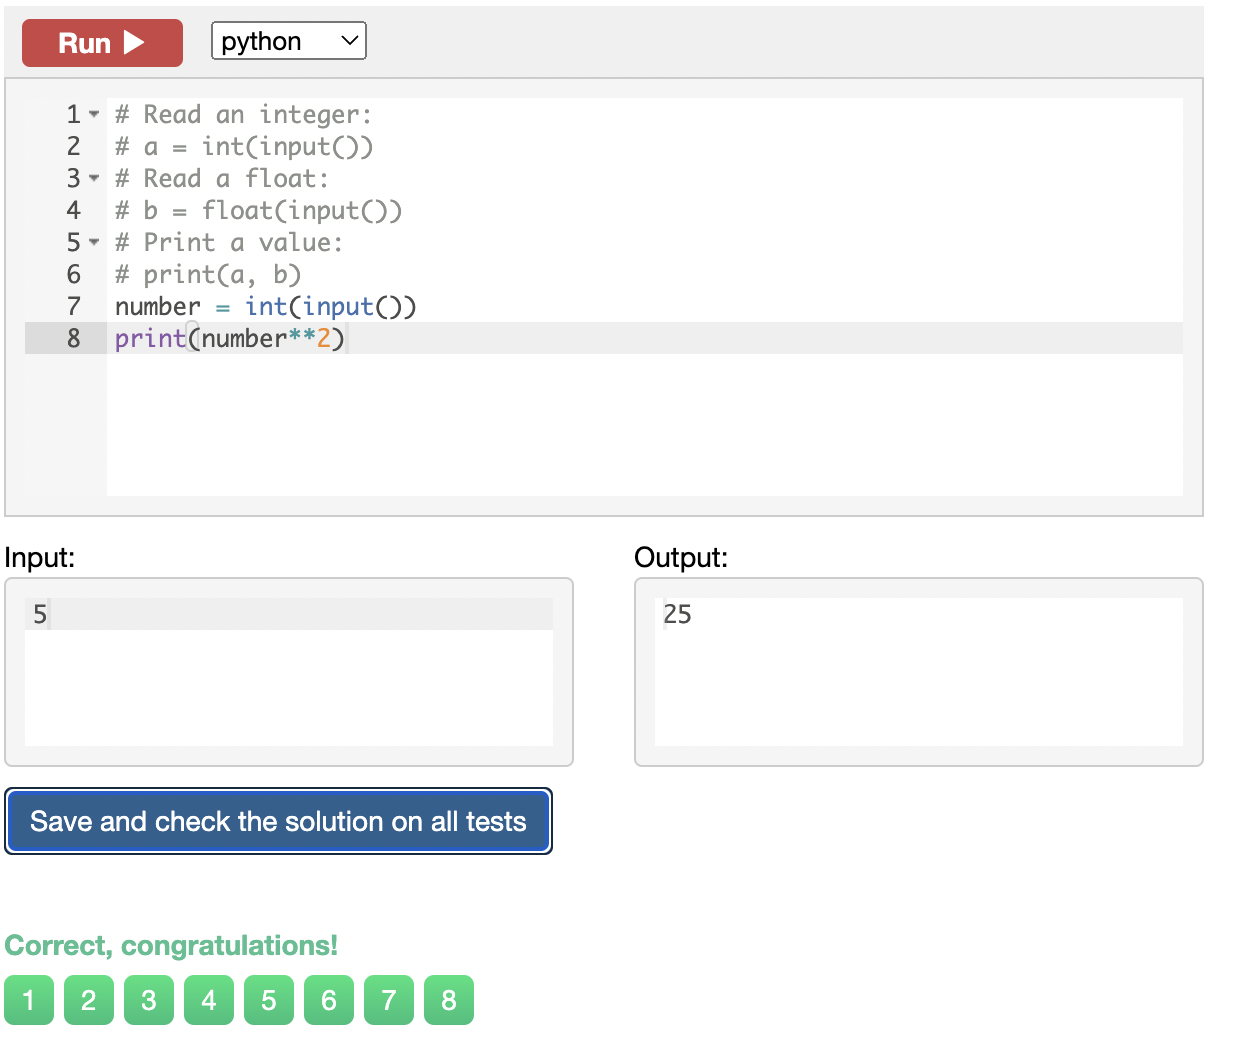 Run python
1 # Read an integer:
2 # a = int(input())
3 # Read a float:
4 # b = float(input())
5 # Print a value:
6 # print(a, b)
7 number = int(input())
8 print(number**2)
Input:
5
Output:
25
Save and check the solution on all tests
Correct, congratulations!
1 2 3 4 5 6 7 8